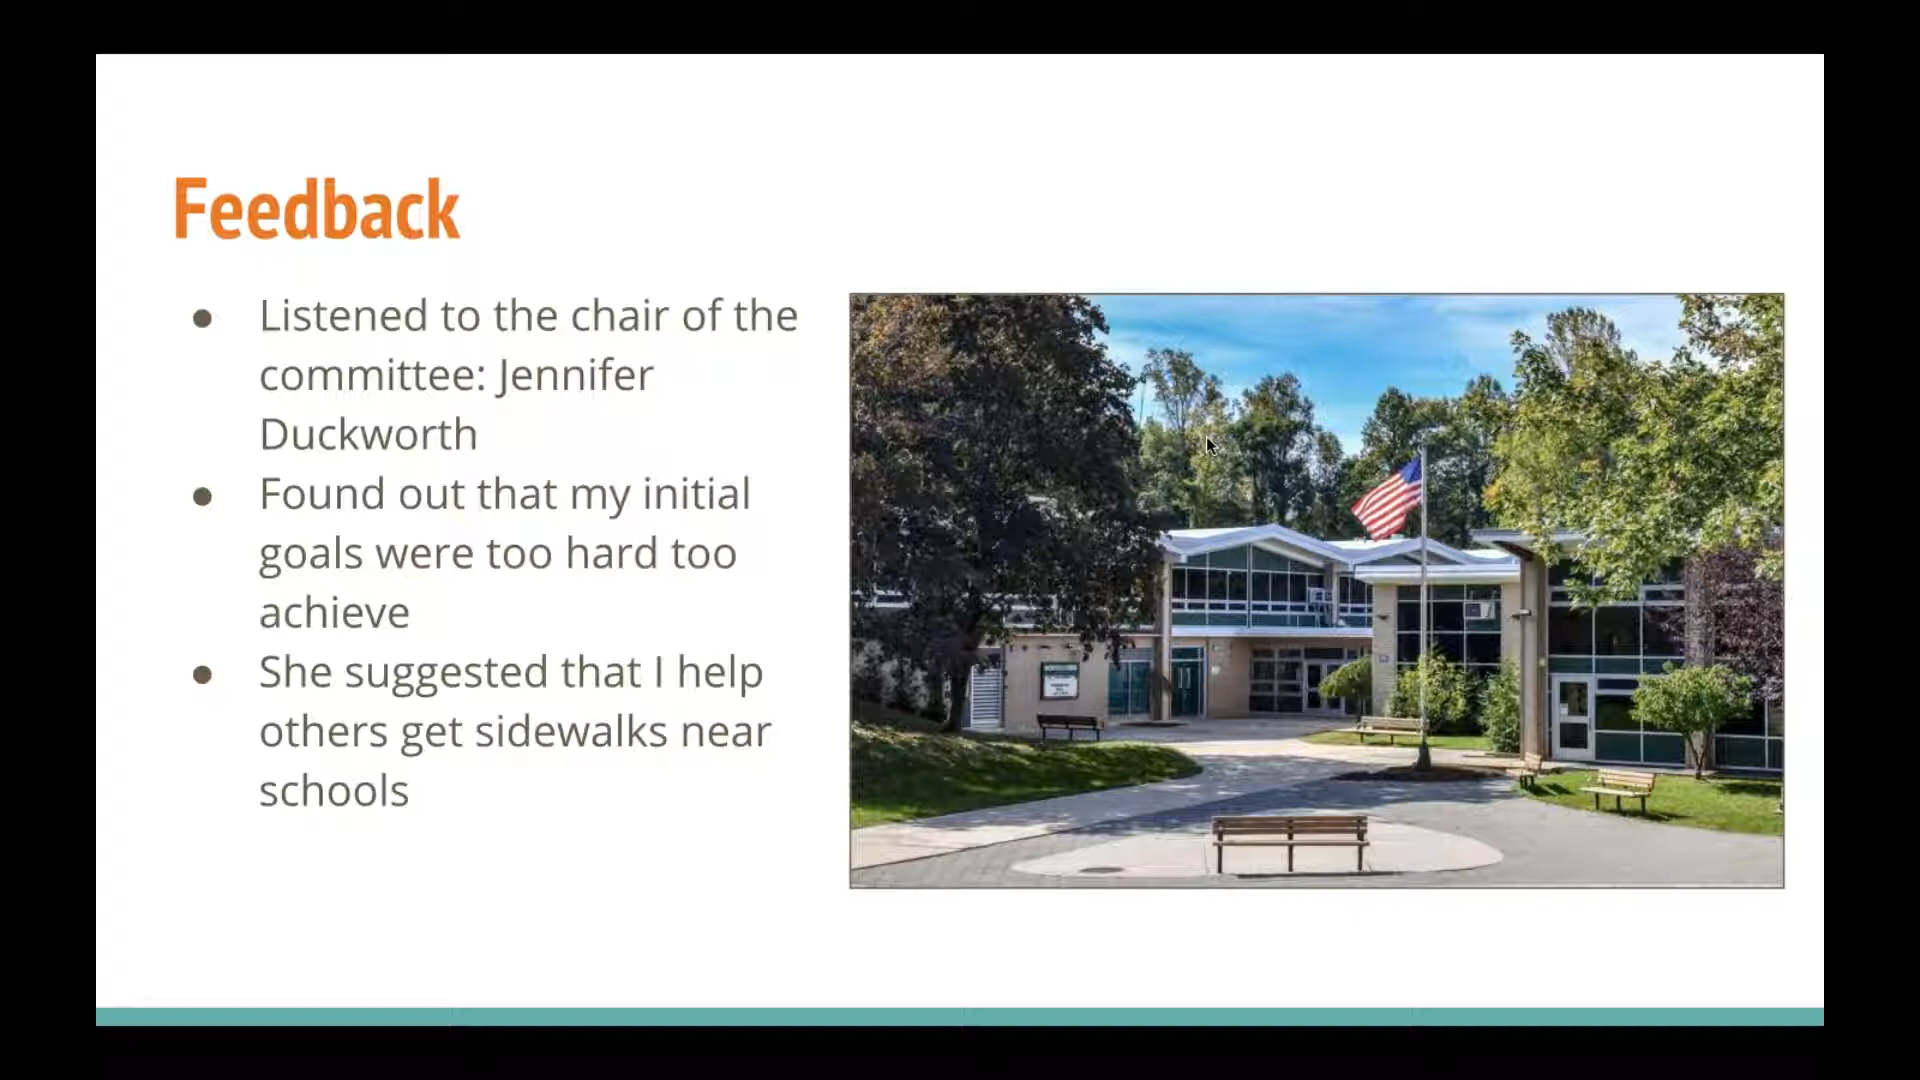 Feedback
● Listened to the chair of the
committee: Jennifer
Duckworth
● Found out that my initial
goals were too hard too
achieve
● She suggested that I help
others get sidewalks near
schools